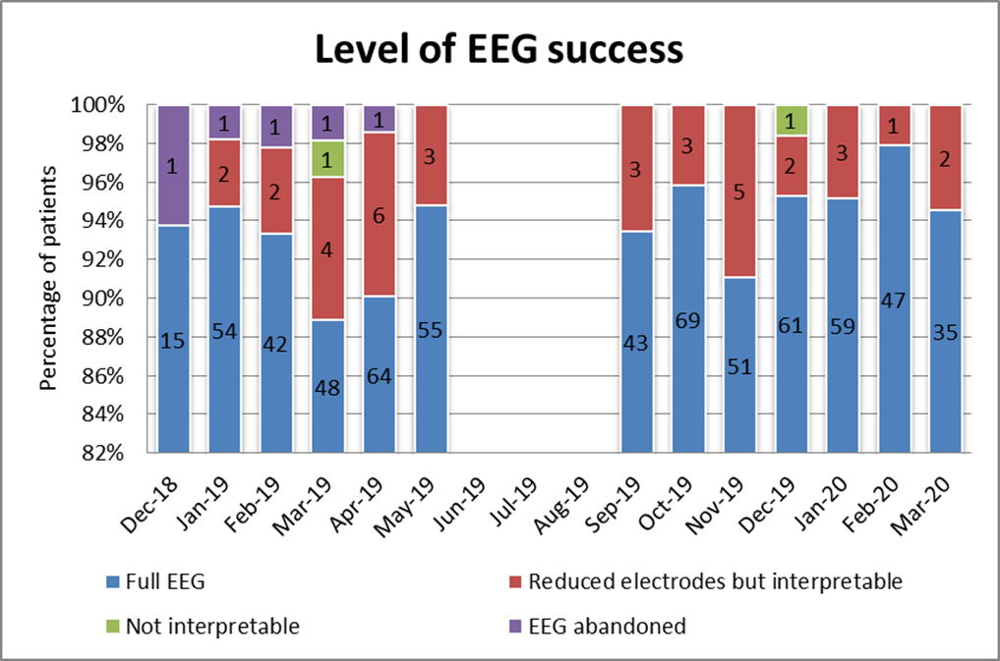 Level of EEG success
Percentage of patients
100%
98%
96%
94%
92%
90%
88%
86%
84%
82%
1 1 1 1 1 1
1 2 2 1 6 3 3 3 5 2 3 1 2
4
15 54 42 48 64 55 43 69 51 61 59 47 35
Dec-18 Jan-19 Feb-19 Mar-19 Apr-19 May-19 Jun-19 Jul-19 Aug-19 Sep-19 Oct-19 Nov-19 Dec-19 Jan-20 Feb-20 Mar-20
Full EEG Reduced electrodes but interpretable
Not interpretable EEG abandoned